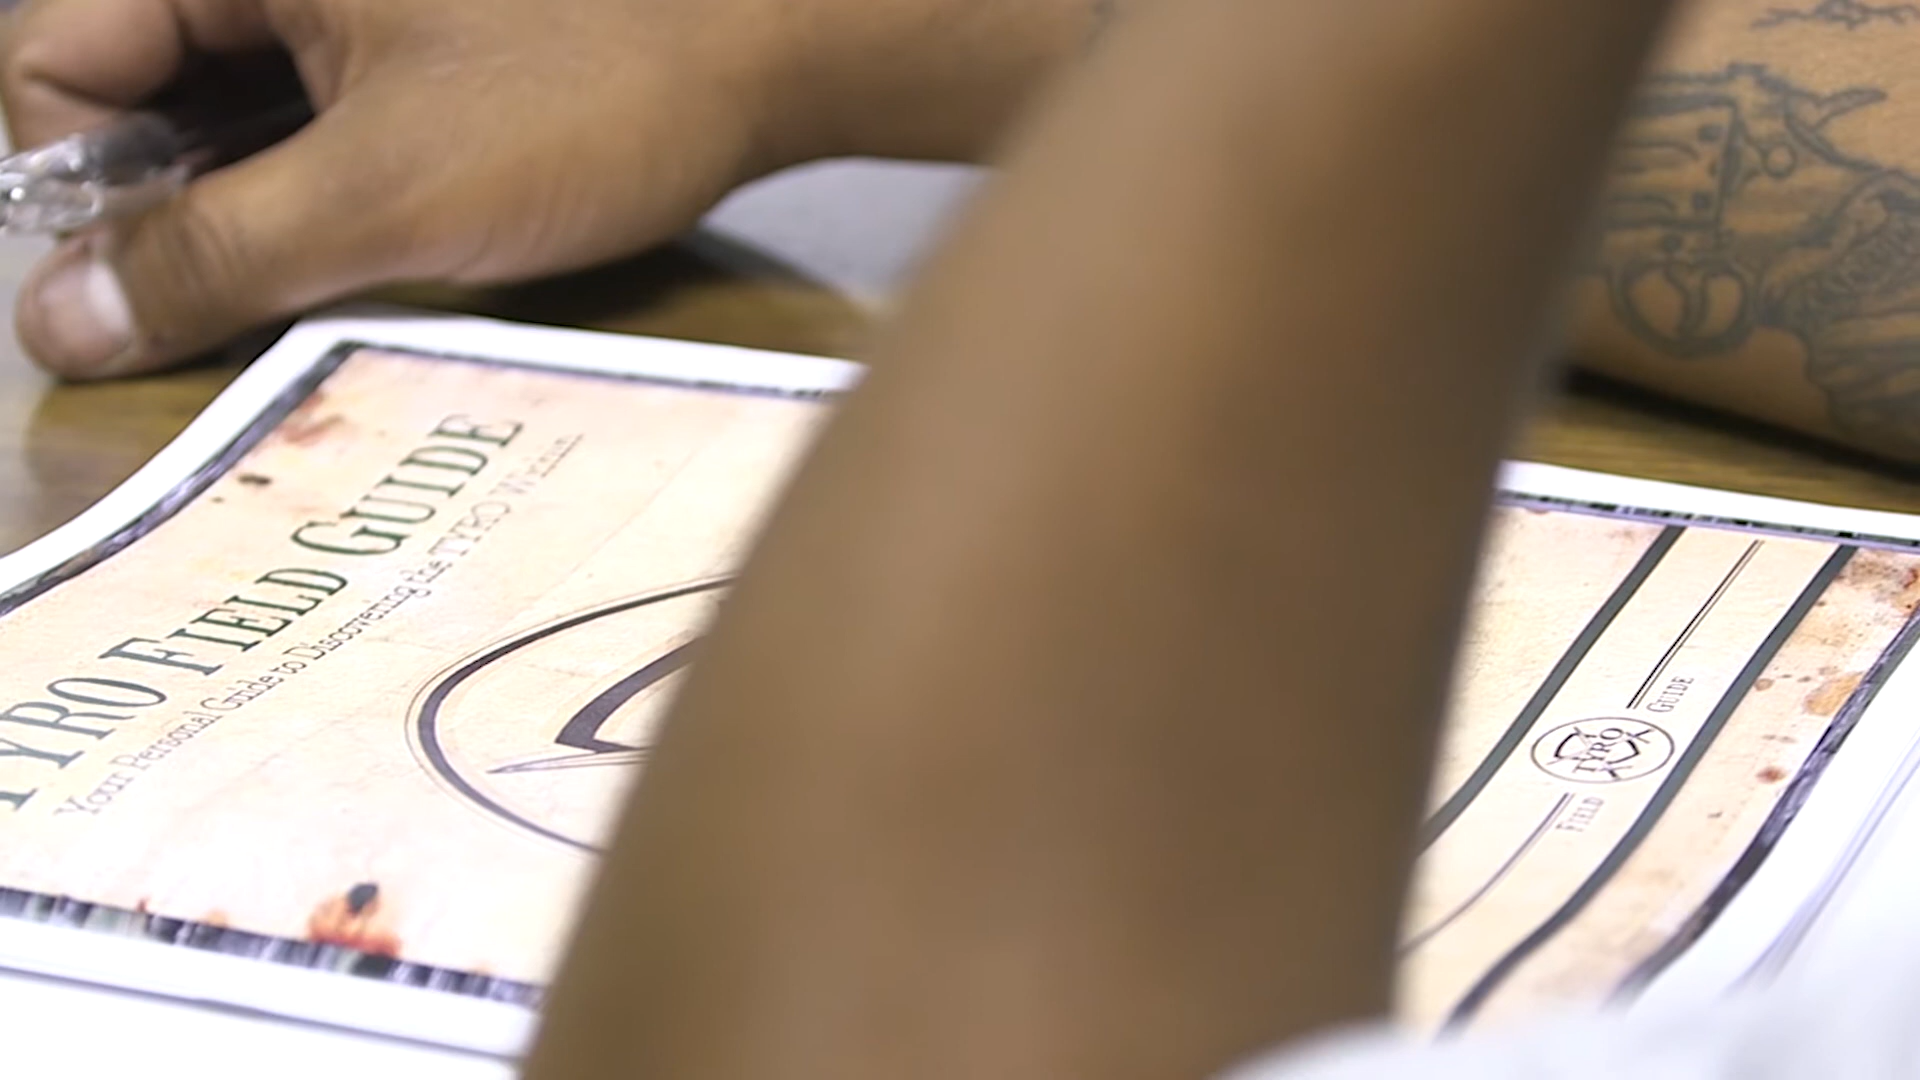 TYRO FIELD GUIDE
Your Personal Guide to Discovering the TYRO Within
GUIDE
TYRO
FIELD